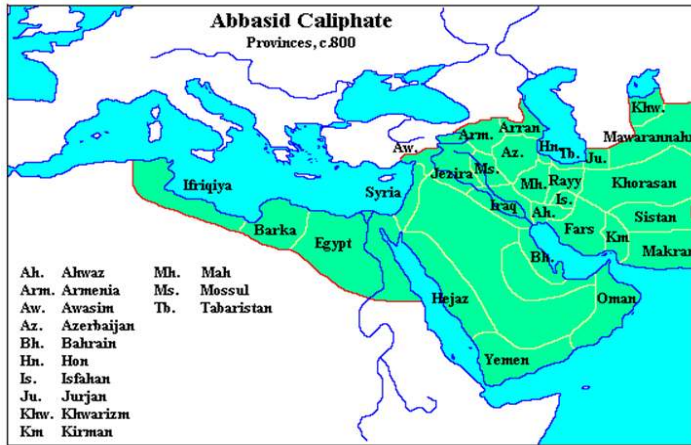 Abbasid Caliphate
Provinces, c.800
Khw.
Arran
Mawarannahr
Arm.
Aw.
Az.
Hn
Tb.
Ju.
Jezira
Ms.
Mh.
Rayy
Khorasan
Ifriqiya
Syria
Is.
Iraq
Ah.
Sistan
Barka
Fars
Egypt
Km
Makran
Bh.
Hejaz
Oman
Yemen
Ah. Ahwaz
Arm. Armenia
Aw. Awasim
Az. Azerbaijan
Bh. Bahrain
Hn. Hon
Is. Isfahan
Ju. Jurjan
Khw. Khwarizm
Km Kirman
Mh. Mah
Ms. Mossul
Tb. Tabaristan